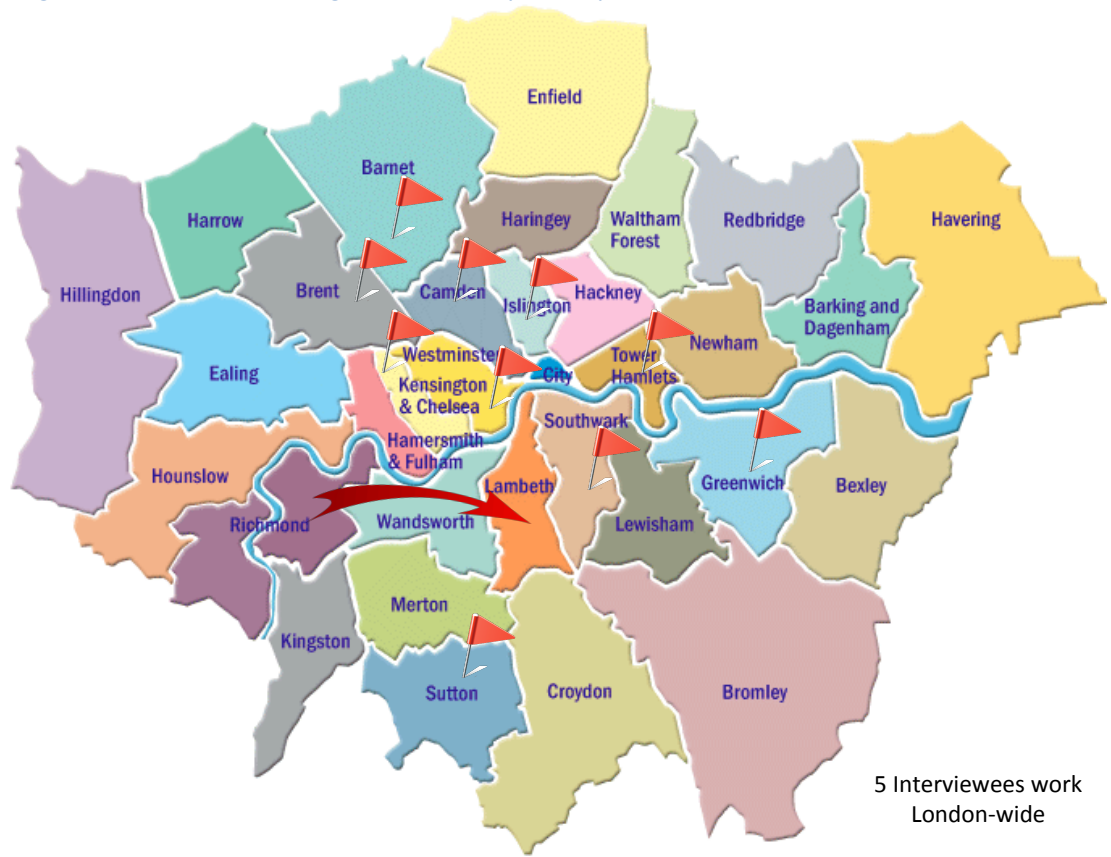 Enfield
Barnet
Harrow
Haringey
Waltham
Forest
Redbridge
Havering
Hillingdon
Brent
Camden
Islington
Hackney
Barking and
Dagenham
Ealing
Westminster
Kensington
& Chelsea
City
Tower
Hamlets
Newham
Hamersmith
& Fulham
Southwark
Hounslow
Lambeth
Greenwich
Bexley
Richmond
Wandsworth
Lewisham
Merton
Kingston
Sutton
Croydon
Bromley
5 Interviewees work
London-wide